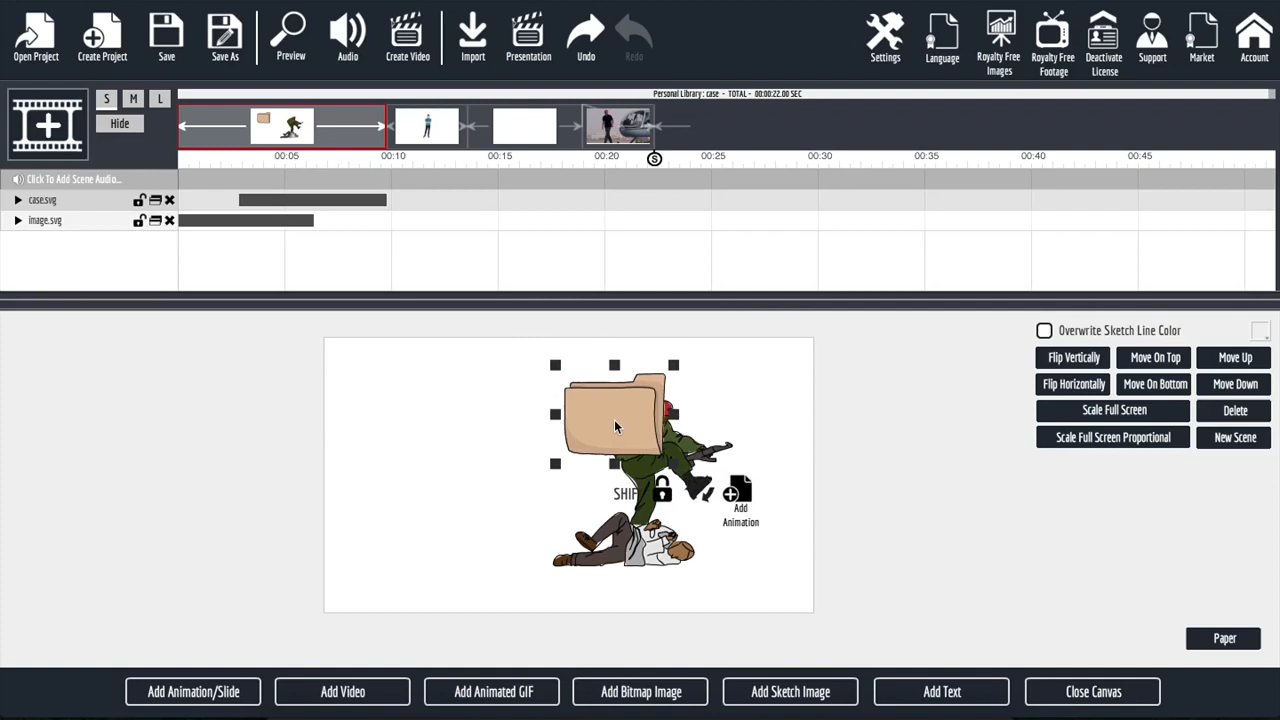 Open Project
Create Project
Save
Save As
Preview
Audio
Create Video
Import
Presentation
Undo
Redo
Settings
Language
Royalty Free Images
Royalty Free Footage
Deactivate License
Support
Market
Account
S M L
Hide
Personal Library : case - TOTAL - 00:00:22.00 SEC
00:05 00:10 00:15 00:20 00:25 00:30 00:35 00:40 00:45
S
Click To Add Scene Audio...
case.svg
image.svg
Overwrite Sketch Line Color
Flip Vertically Move On Top Move Up
Flip Horizontally Move On Bottom Move Down
Scale Full Screen Delete
Scale Full Screen Proportional New Scene
SHIF
Add
Animation
Paper
Add Animation/Slide Add Video Add Animated GIF Add Bitmap Image Add Sketch Image Add Text Close Canvas